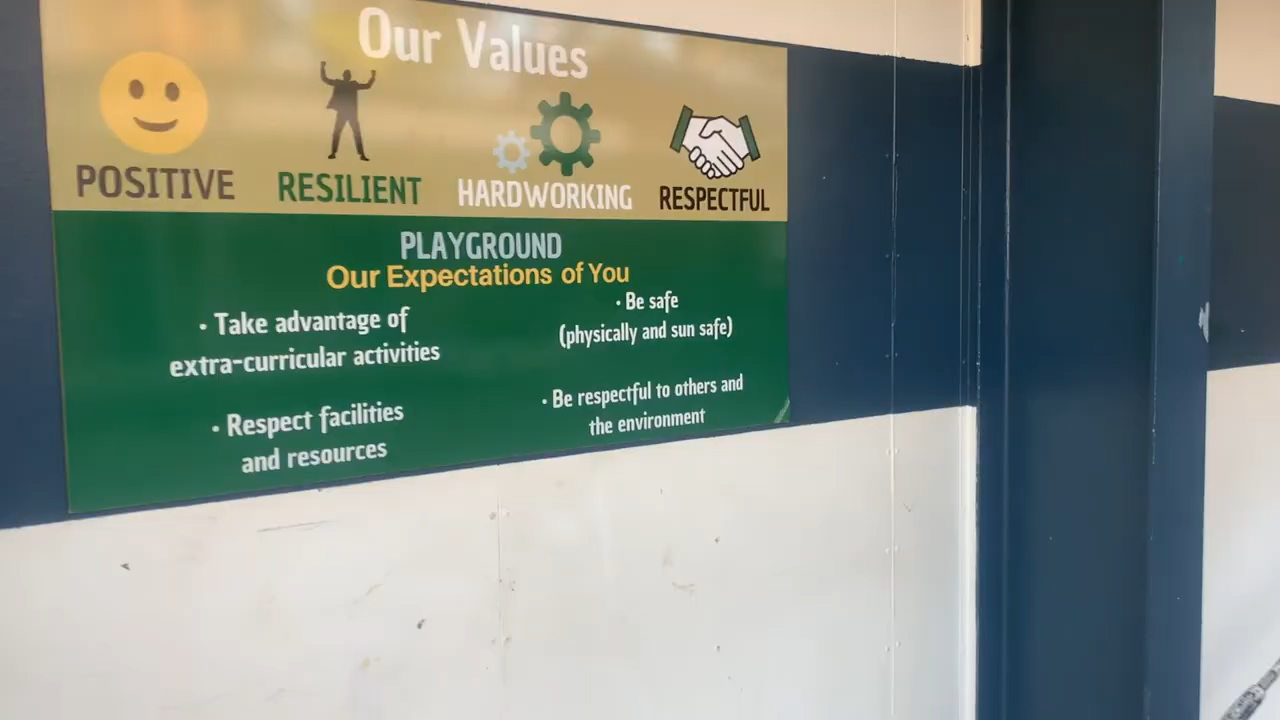 Our Values
POSITIVE
RESILIENT
HARDWORKING
RESPECTFUL
PLAYGROUND
Our Expectations of You
• Take advantage of
extra-curricular activities
• Respect facilities
and resources
• Be safe
(physically and sun safe)
• Be respectful to others and
the environment